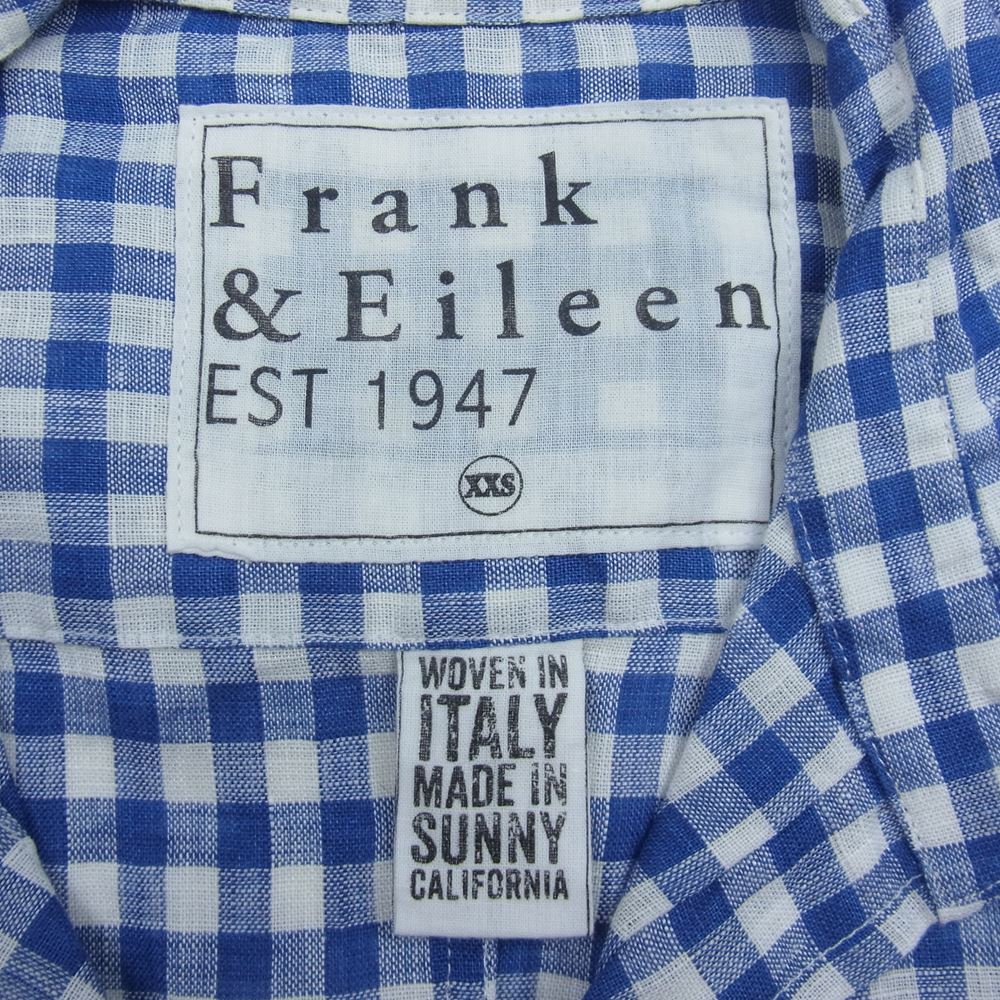 Frank
& Eileen
EST 1947
XXS
WOVEN IN
ITALY
MADE IN
SUNNY
CALIFORNIA